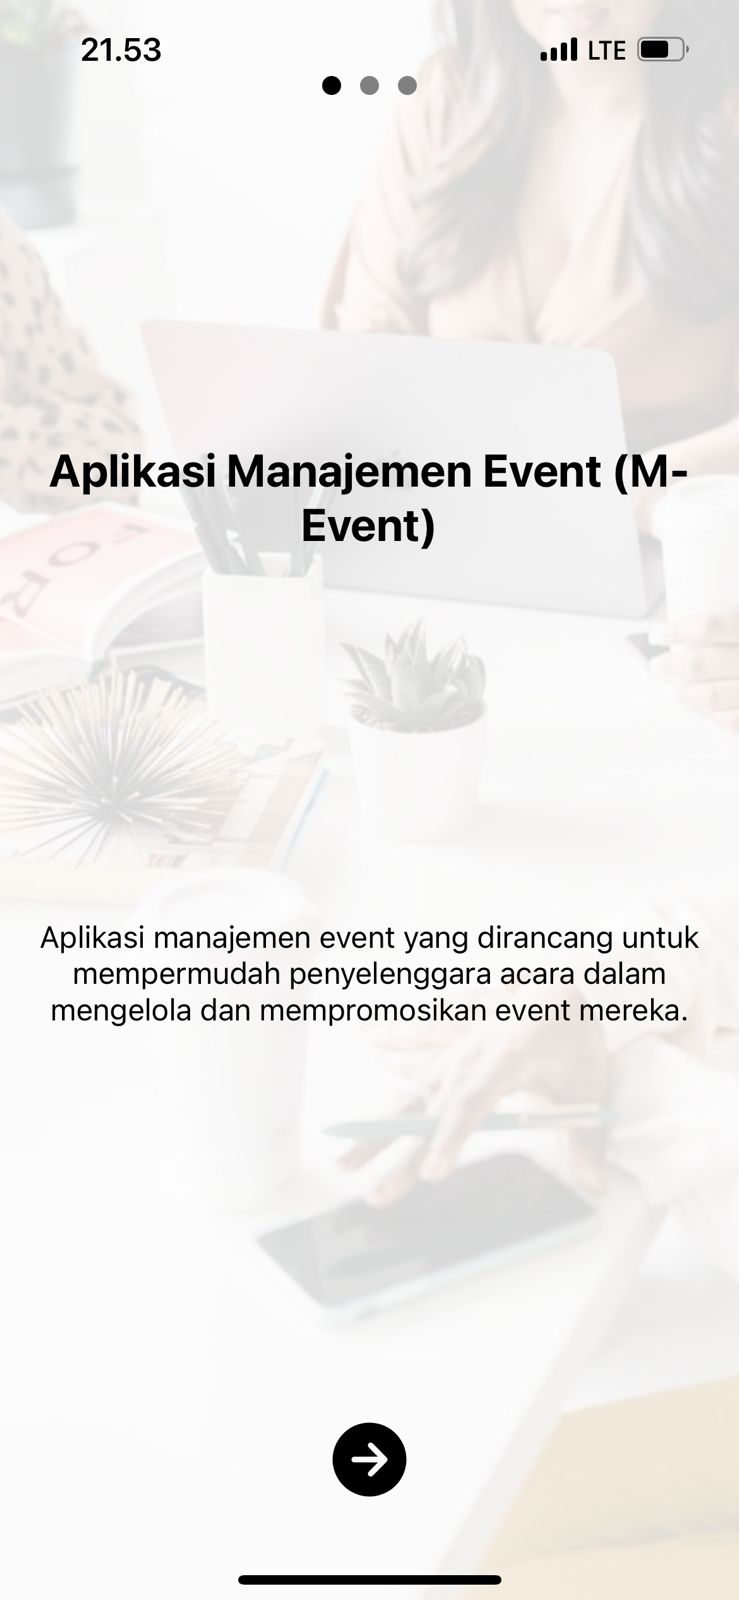 21.53
LTE
Aplikasi Manajemen Event (M-
Event)
FOR
Aplikasi manajemen event yang dirancang untuk
mempermudah penyelenggara acara dalam
mengelola dan mempromosikan event mereka.